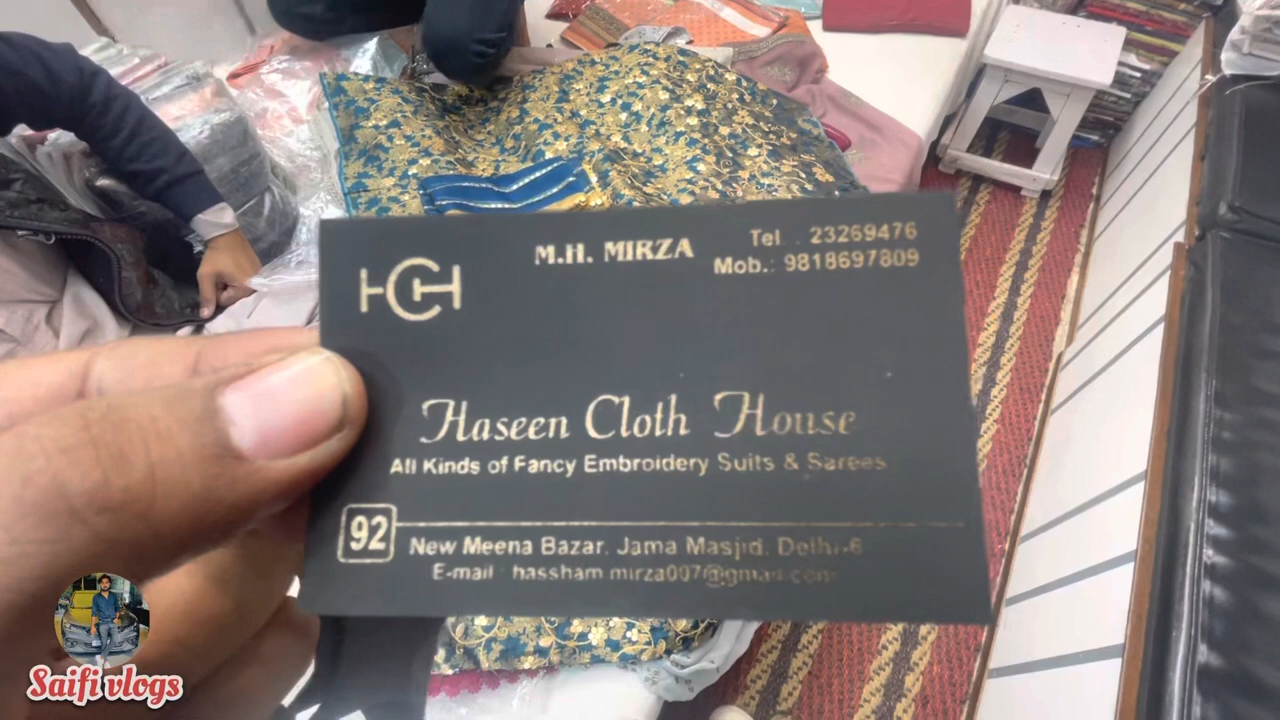 HCH
M.H. MIRZA
Tel. : 23269476
Mob.: 9818697809
Haseen Cloth House
All Kinds of Fancy Embroidery Suits & Sarees
92
New Meena Bazar, Jama Masjid, Delhi-6
E-mail : hassham.mirza007@gmail.com
Saifi vlogs